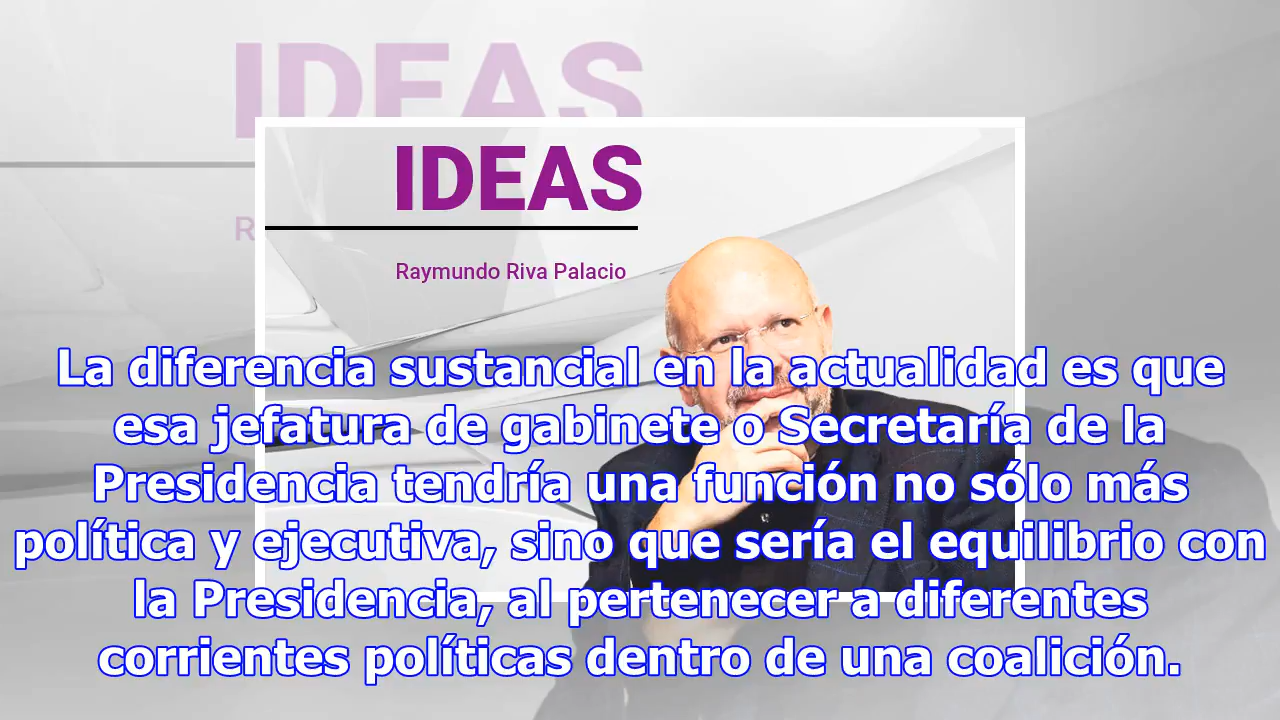 IDEAS
R
IDEAS
Raymundo Riva Palacio
La diferencia sustancial en la actualidad es que
esa jefatura de gabinete o Secretaría de la
Presidencia tendría una función no sólo más
política y ejecutiva, sino que sería el equilibrio con
la Presidencia, al pertenecer a diferentes
corrientes políticas dentro de una coalición.